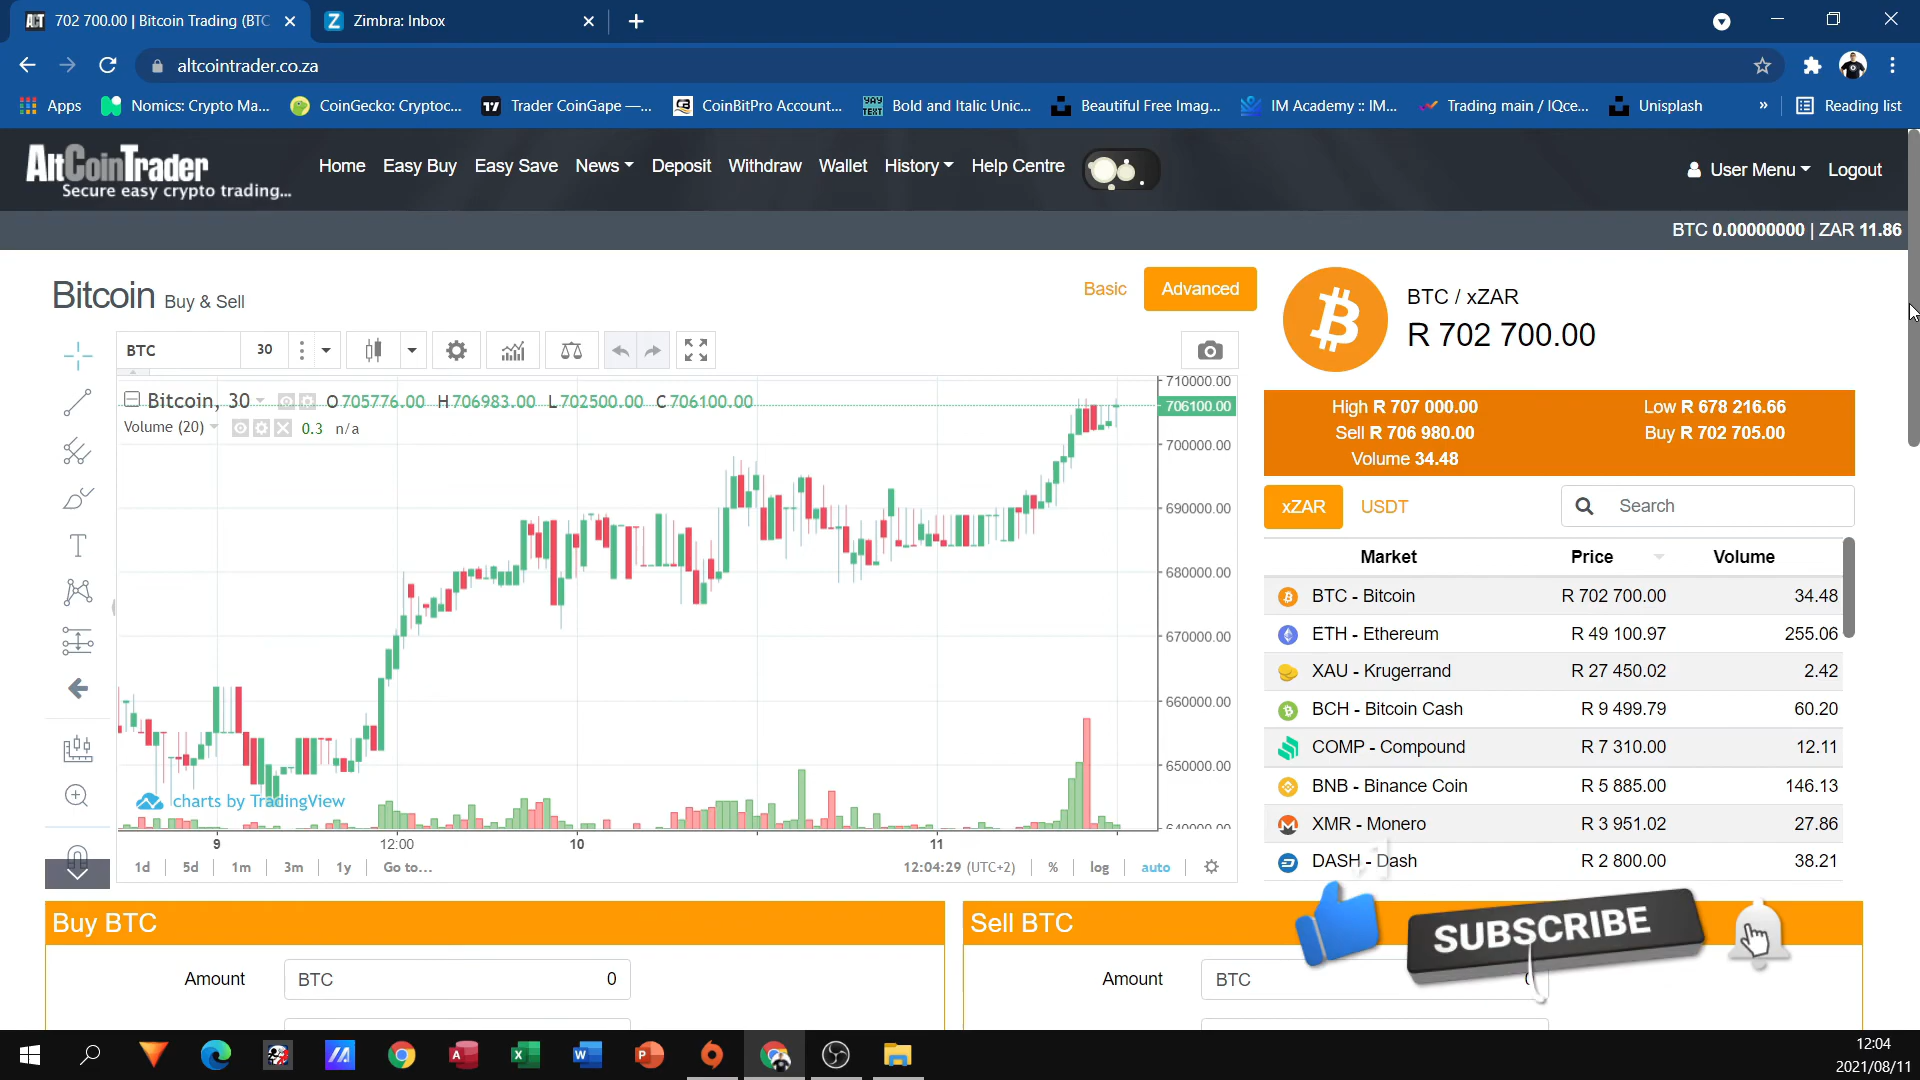 702 700.00 | Bitcoin Trading (BTC
Zimbra: Inbox
altcointrader.co.za
Apps
Nomics: Crypto Ma...
CoinGecko: Cryptoc...
Trader CoinGape —...
CoinBitPro Account...
Bold and Italic Unic...
Beautiful Free Imag...
IM Academy :: IM...
Trading main / IQce...
Unisplash
»
Reading list
AltCoinTrader
Secure easy crypto trading...
Home
Easy Buy
Easy Save
News
Deposit
Withdraw
Wallet
History
Help Centre
User Menu
Logout
BTC 0.00000000 | ZAR 11.86
Bitcoin Buy & Sell
Basic
Advanced
BTC / xZAR
R 702 700.00
BTC
30
Bitcoin, 30
O 705776.00 H 706983.00 L 702500.00 C 706100.00
Volume (20)
0.3 n/a
710000.00
706100.00
700000.00
690000.00
680000.00
670000.00
660000.00
650000.00
640000.00
charts by TradingView
9
12:00
10
11
1d
5d
1m
3m
1y
Go to...
12:04:29 (UTC+2)
%
log
auto
High R 707 000.00
Low R 678 216.66
Sell R 706 980.00
Buy R 702 705.00
Volume 34.48
xZAR
USDT
Search
Market Price Volume
BTC - Bitcoin R 702 700.00 34.48
ETH - Ethereum R 49 100.97 255.06
XAU - Krugerrand R 27 450.02 2.42
BCH - Bitcoin Cash R 9 499.79 60.20
COMP - Compound R 7 310.00 12.11
BNB - Binance Coin R 5 885.00 146.13
XMR - Monero R 3 951.02 27.86
DASH - Dash R 2 800.00 38.21
Buy BTC
Amount
BTC 0
Sell BTC
Amount
BTC
SUBSCRIBE
12:04
2021/08/11